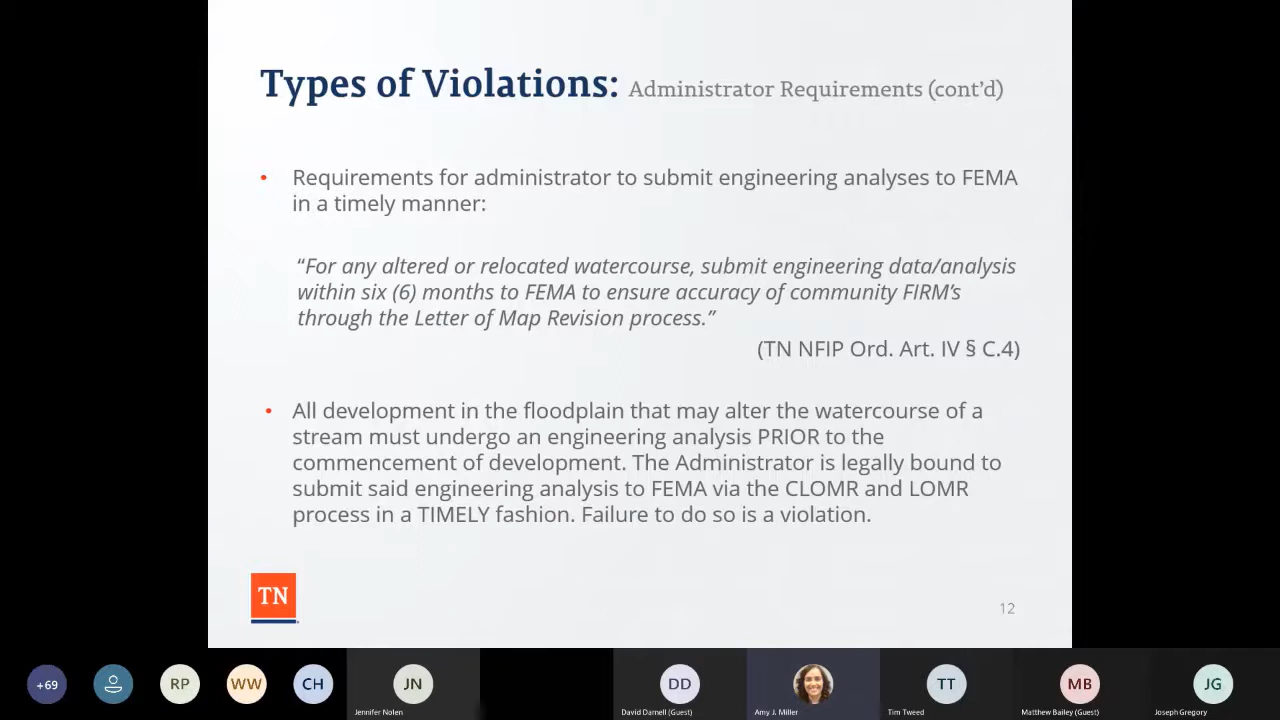 Types of Violations: Administrator Requirements (cont'd)
• Requirements for administrator to submit engineering analyses to FEMA
in a timely manner:
“For any altered or relocated watercourse, submit engineering data/analysis
within six (6) months to FEMA to ensure accuracy of community FIRM’s
through the Letter of Map Revision process.”
(TN NFIP Ord. Art. IV § C.4)
• All development in the floodplain that may alter the watercourse of a
stream must undergo an engineering analysis PRIOR to the
commencement of development. The Administrator is legally bound to
submit said engineering analysis to FEMA via the CLOMR and LOMR
process in a TIMELY fashion. Failure to do so is a violation.
TN
12
+69
RP
WW
CH
JN
DD
TT
MB
JG
Jennifer Nolen
David Darnell (Guest)
Amy J. Miller
Tim Tweed
Matthew Bailey (Guest)
Joseph Gregory